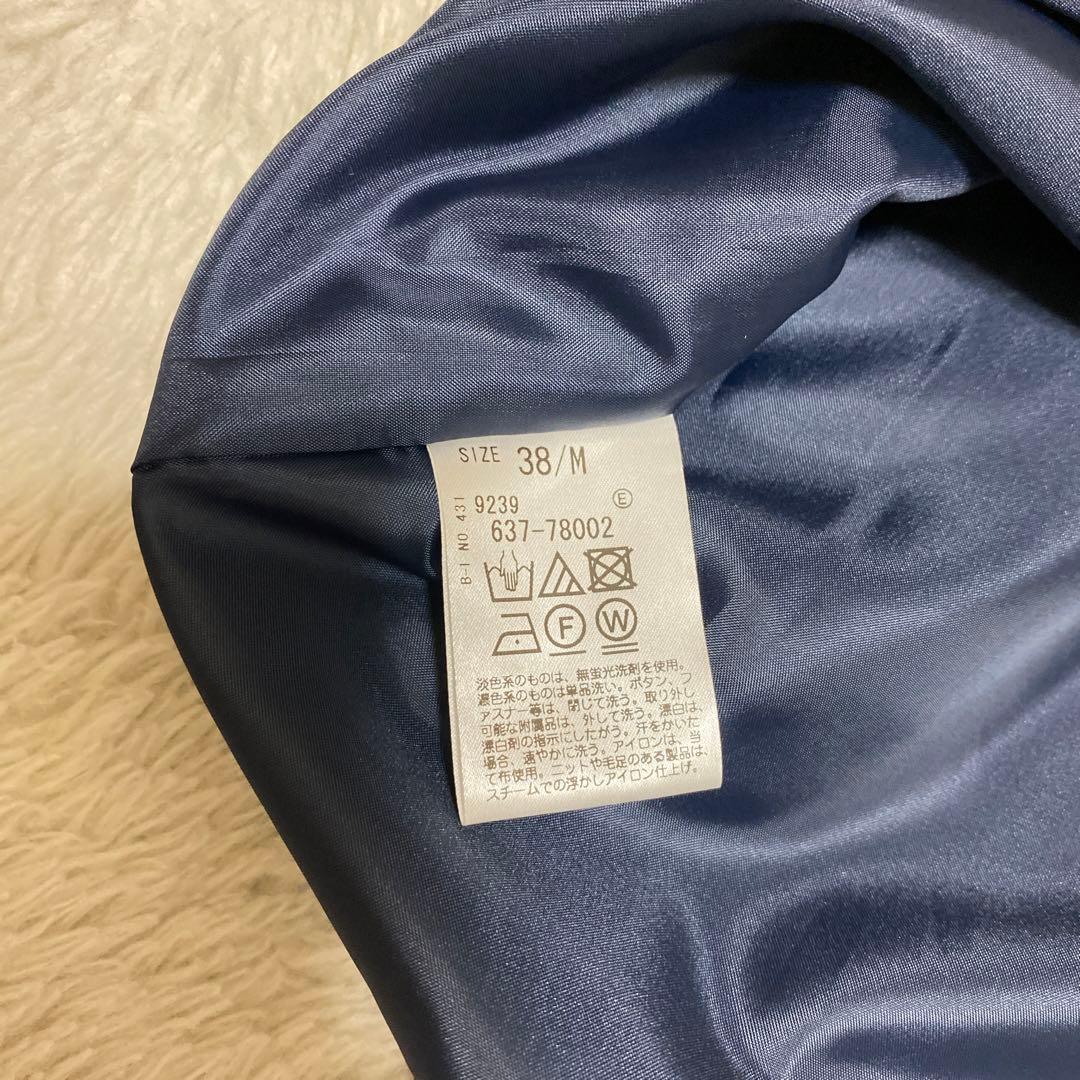 SIZE 38/M
9239 Ⓔ
637-78002
B-I NO. 431
F W
淡色系のものは、無蛍光洗剤を使用。
濃色系のものは単品洗い。ボタン、フ
ァスナー等は、閉じて洗う。取り外し
可能な附属品は、外して洗う。漂白は、
漂白剤の指示にしたがう。汗をかいた
場合、速やかに洗う。アイロンは、当
て布使用。ニットや毛足のある製品は、
スチームでの浮かしアイロン仕上げ。